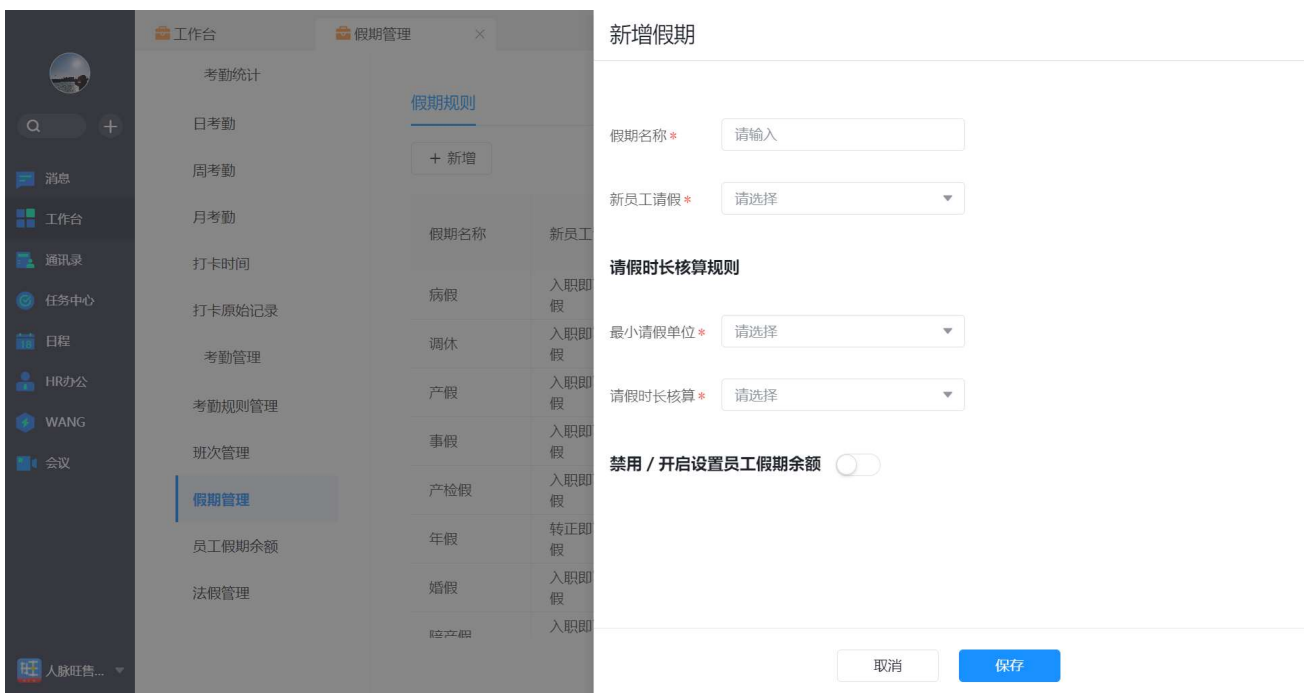 工作台
假期管理
新增假期
消息
工作台
通讯录
任务中心
16
日程
HR办公
WANG
会议
旺
人脉旺售...
考勤统计
日考勤
周考勤
月考勤
打卡时间
打卡原始记录
考勤管理
考勤规则管理
班次管理
假期管理
员工假期余额
法假管理
假期规则
+ 新增
假期名称 新员工
病假 入职即
假
调休 入职即
假
产假 入职即
假
事假 入职即
假
产检假 入职即
假
年假 转正即
假
婚假 入职即
假
陪产假 入职即
假期名称* 请输入
新员工请假* 请选择
请假时长核算规则
最小请假单位* 请选择
请假时长核算* 请选择
禁用 / 开启设置员工假期余额
取消 保存